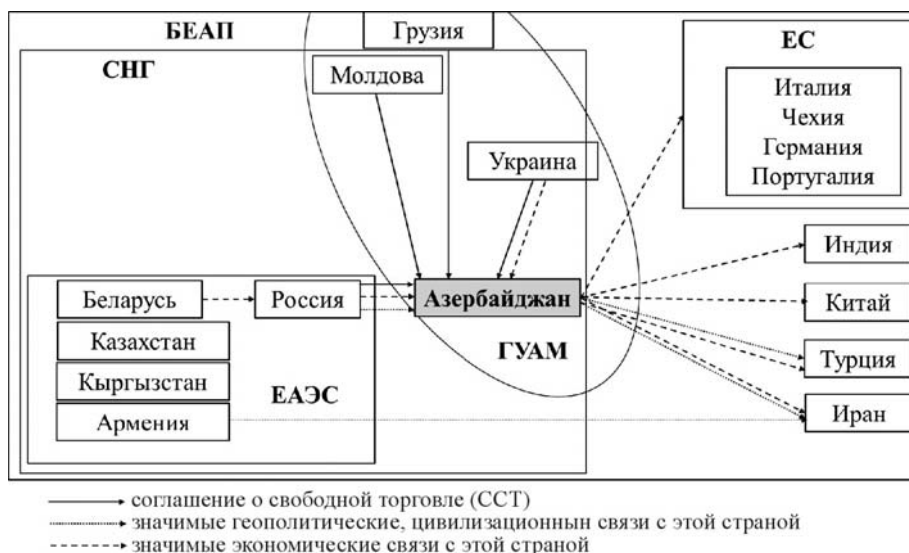 БЕАП
Грузия
ЕС
СНГ
Молдова
Италия
Чехия
Германия
Португалия
Украина
Индия
Беларусь
Россия
Азербайджан
Китай
Казахстан
ГУАМ
Турция
Кыргызстан
ЕАЭС
Армения
Иран
соглашение о свободной торговле (ССТ)
значимые геополитические, цивилизационнын связи с этой страной
значимые экономические связи с этой страной